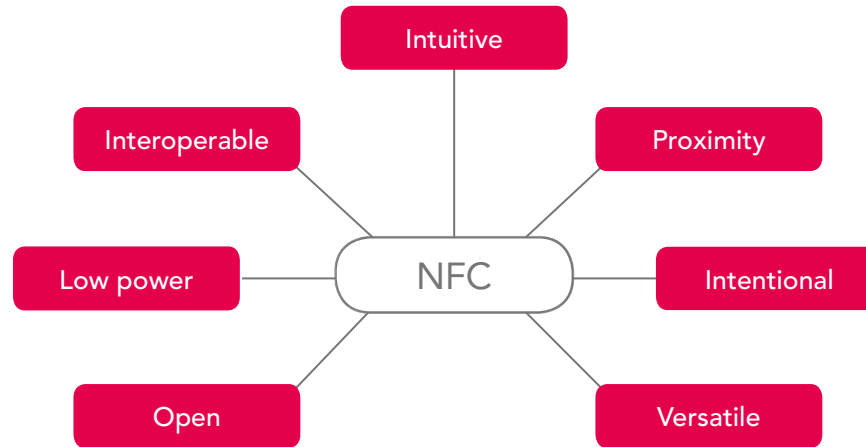 Intuitive
Interoperable
Proximity
Low power
NFC
Intentional
Open
Versatile